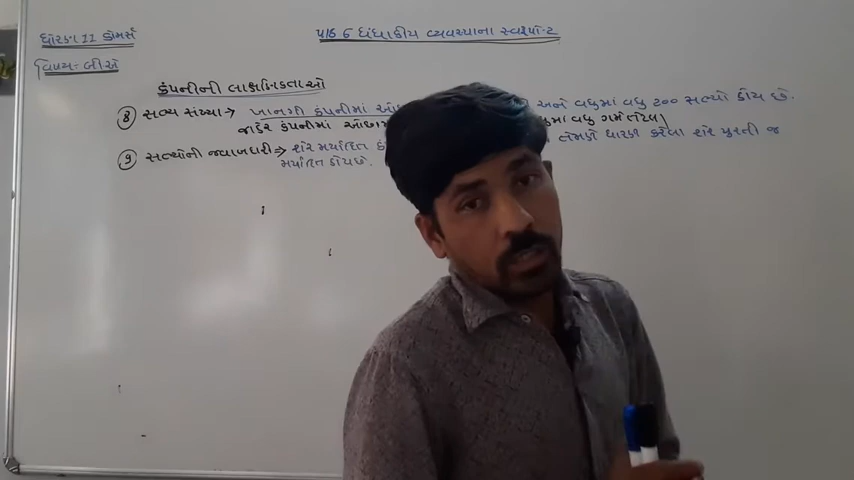 ધોરણ 11 કોમર્સ
પાઠ 6 ધંધાકીય વ્યવસ્થાના સ્વરૂપો-2
વિષય:- બીએ
કંપનીની લાક્ષણિકતાઓ
⑧ સભ્ય સંખ્યા → ખાનગી કંપનીમાં અને વધુમાં વધુ 200 સભ્યો હોય છે.
જાહેર કંપનીમાં વધુ ગમે તેટલા
⑨ સભ્યોની જવાબદારી ⇒ શેર મર્યાદિત તેમણે ધારણ કરેલા શેર પુરતી જ
મર્યાદિત હોય છે.